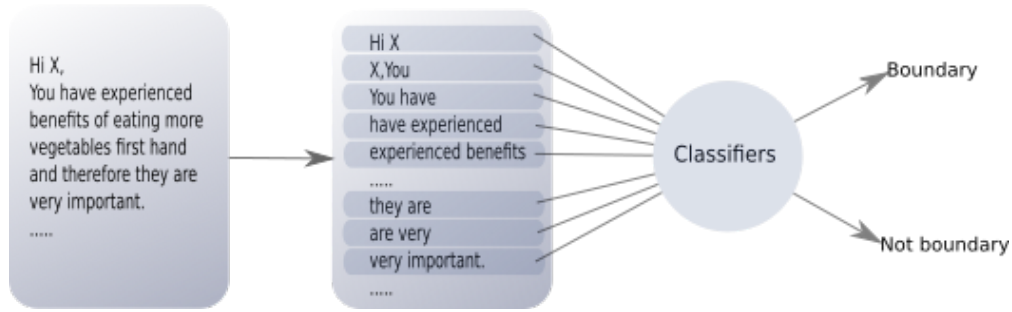 Hi X,
You have experienced
benefits of eating more
vegetables first hand
and therefore they are
very important.
.....
Hi X
X,You
You have
have experienced
experienced benefits
.....
they are
are very
very important.
.....
Classifiers
Boundary
Not boundary